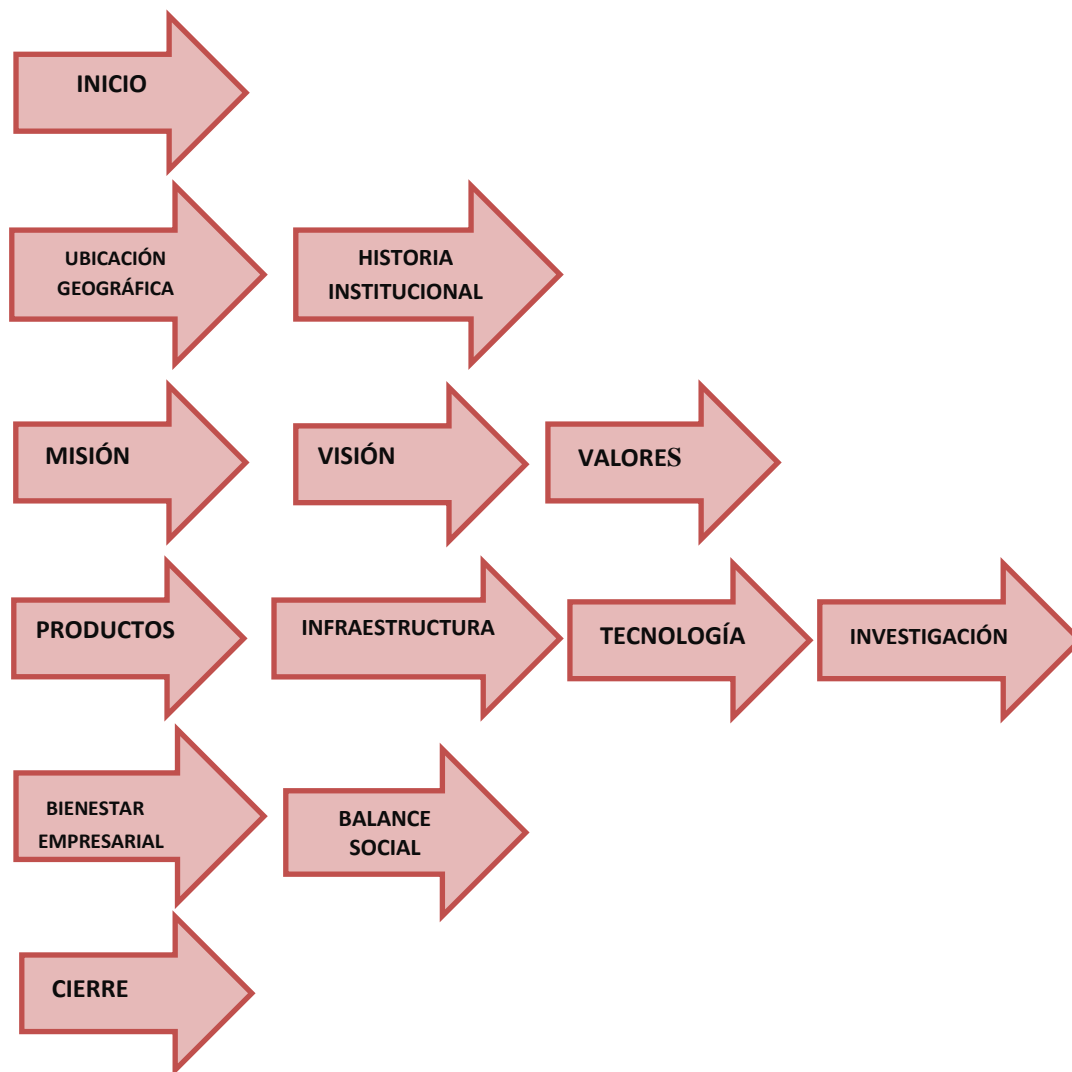 INICIO
UBICACIÓN
GEOGRÁFICA
HISTORIA
INSTITUCIONAL
MISIÓN
VISIÓN
VALORES
PRODUCTOS
INFRAESTRUCTURA
TECNOLOGÍA
INVESTIGACIÓN
BIENESTAR
EMPRESARIAL
BALANCE
SOCIAL
CIERRE